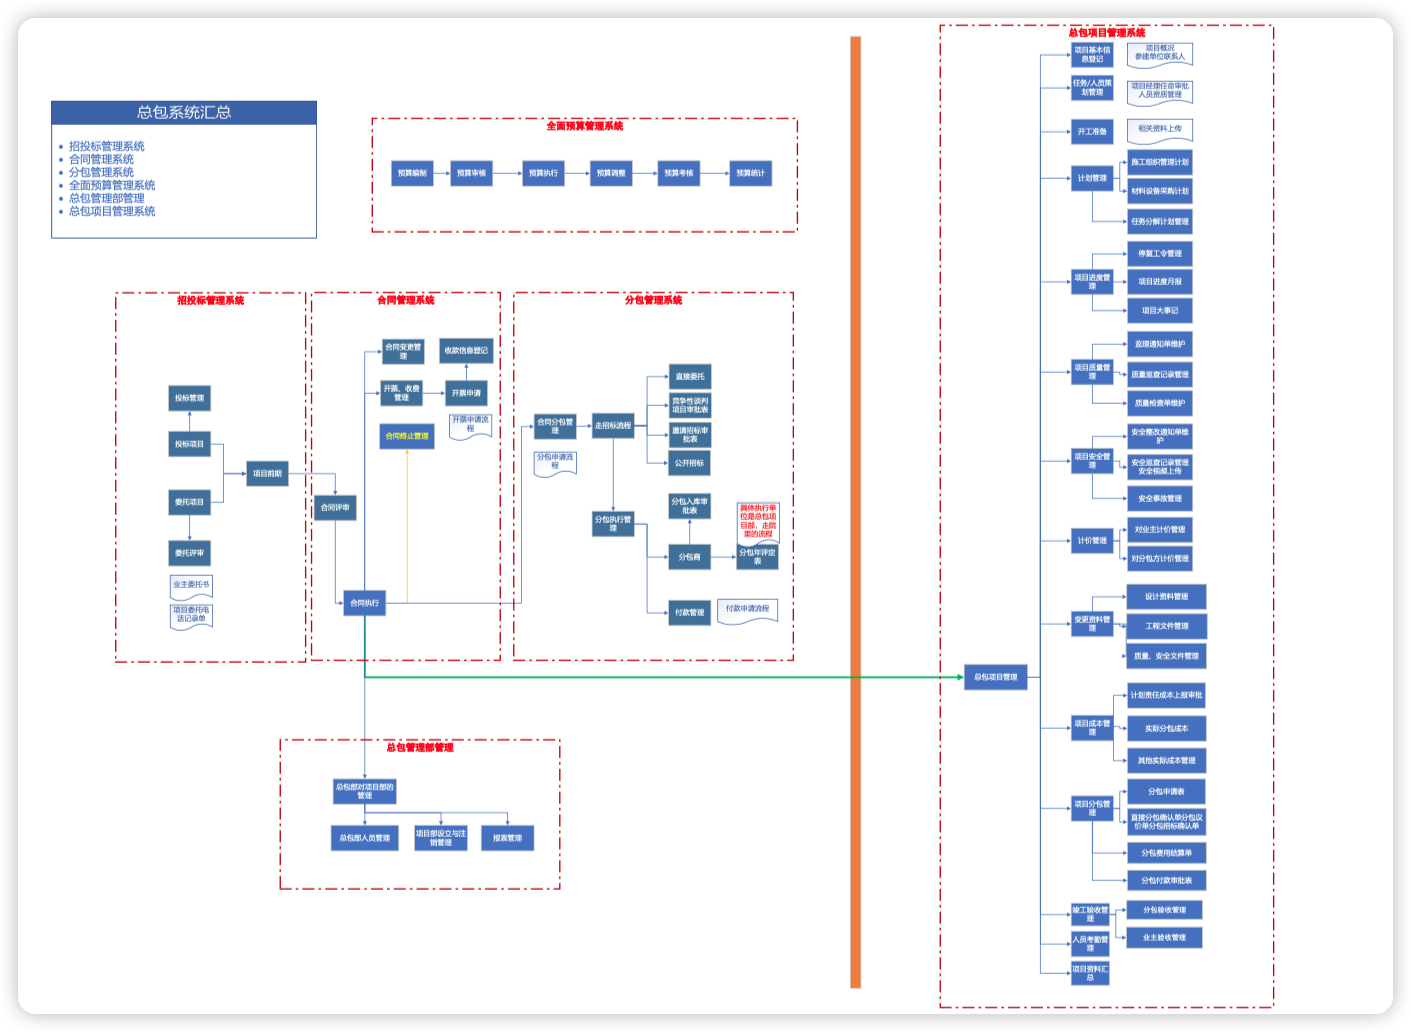 总包系统汇总
招投标管理系统
合同管理系统
分包管理系统
全面预算管理系统
总包管理部管理
总包项目管理系统
全面预算管理系统
预算编制
预算审核
预算执行
预算调整
预算考核
预算统计
招投标管理系统
投标管理
投标项目
委托项目
委托评审
业主委托书
项目委托电
话记录单
项目前期
合同管理系统
合同变更管
理
收款信息登记
开票、收费
管理
开票申请
开票申请流
程
合同终止管理
合同评审
合同执行
分包管理系统
合同分包管
理
分包申请流
程
走招标流程
直接委托
竞争性谈判
项目审批表
邀请招标审
批表
公开招标
分包执行管
理
分包入库审
批表
分包商
具体执行单
位是总包项
目部、走院
里的流程
分包年评定
表
付款管理
付款申请流程
总包管理部管理
总包部对项目部的
管理
总包部人员管理
项目部设立与注
销管理
报表管理
总包项目管理系统
总包项目管理
项目基本信
息登记
项目概况
参建单位联系人
任务/人员策
划管理
项目经理任命审批
人员资质管理
开工准备
相关资料上传
计划管理
施工组织管理计划
材料设备采购计划
任务分解计划管理
项目进度管
理
停复工令管理
项目进度月报
项目大事记
项目质量管
理
监理通知单维护
质量巡查记录管理
质量检查单维护
项目安全管
理
安全整改通知单维
护
安全巡查记录管理
安全视频上传
安全事故管理
计价管理
对业主计价管理
对分包方计价管理
变更资料管
理
设计资料管理
工程文件管理
质量、安全文件管理
项目成本管
理
计划责任成本上报审批
实际分包成本
其他实际成本管理
项目分包管
理
分包申请表
直接分包确认单分包议
价单分包招标确认单
分包费用结算单
分包付款审批表
竣工验收管
理
分包验收管理
业主验收管理
人员考勤管
理
项目资料汇
总